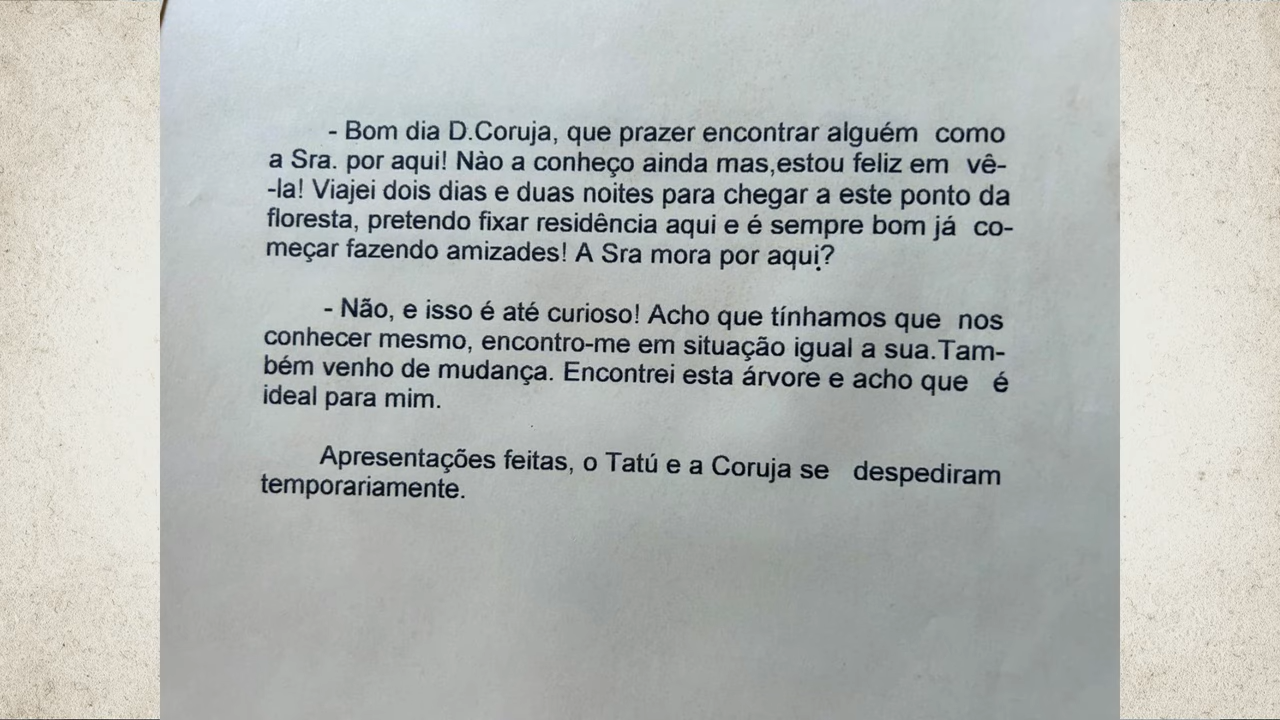 - Bom dia D.Coruja, que prazer encontrar alguém como
a Sra. por aqui! Nào a conheço ainda mas,estou feliz em vê-
-la! Viajei dois dias e duas noites para chegar a este ponto da
floresta, pretendo fixar residência aqui e é sempre bom já co-
meçar fazendo amizades! A Sra mora por aqui?
- Não, e isso é até curioso! Acho que tínhamos que nos
conhecer mesmo, encontro-me em situação igual a sua.Tam-
bém venho de mudança. Encontrei esta árvore e acho que é
ideal para mim.
Apresentações feitas, o Tatú e a Coruja se despediram
temporariamente.